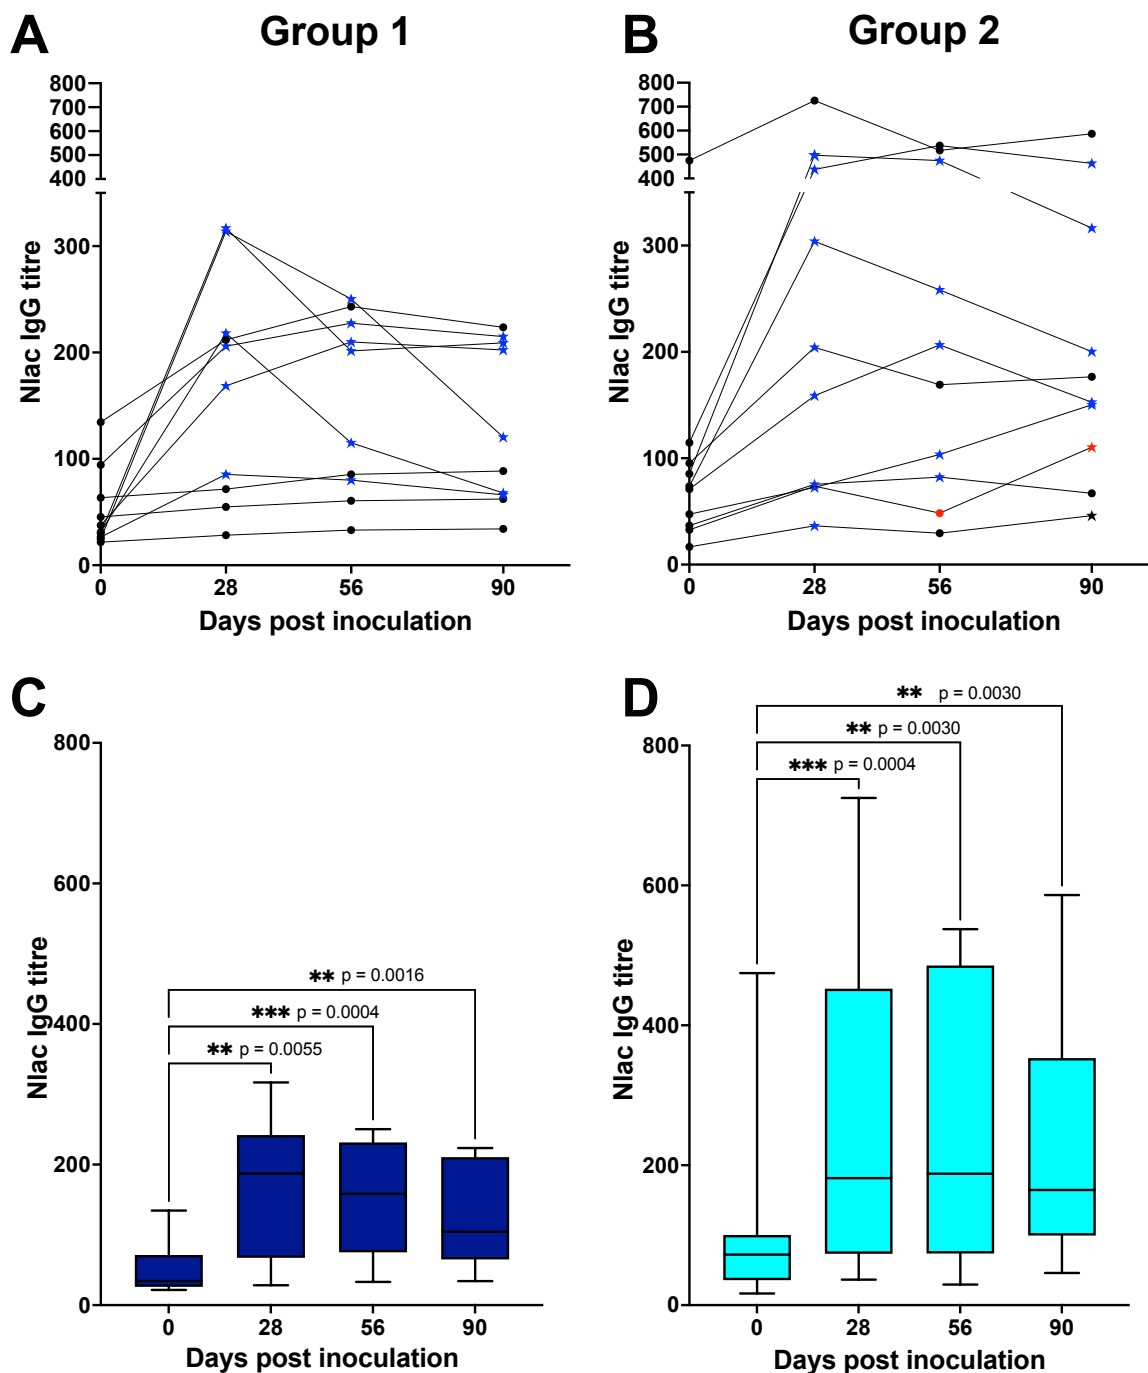 A Group 1
800
700
600
500
400
300
200
100
0
Nlac IgG titre
0 28 56 90
Days post inoculation
B Group 2
800
700
600
500
400
300
200
100
0
Nlac IgG titre
0 28 56 90
Days post inoculation
C
800
600
400
200
0
Nlac IgG titre
** p = 0.0016
*** p = 0.0004
** p = 0.0055
0 28 56 90
Days post inoculation
D
800
600
400
200
0
Nlac IgG titre
** p = 0.0030
** p = 0.0030
*** p = 0.0004
0 28 56 90
Days post inoculation